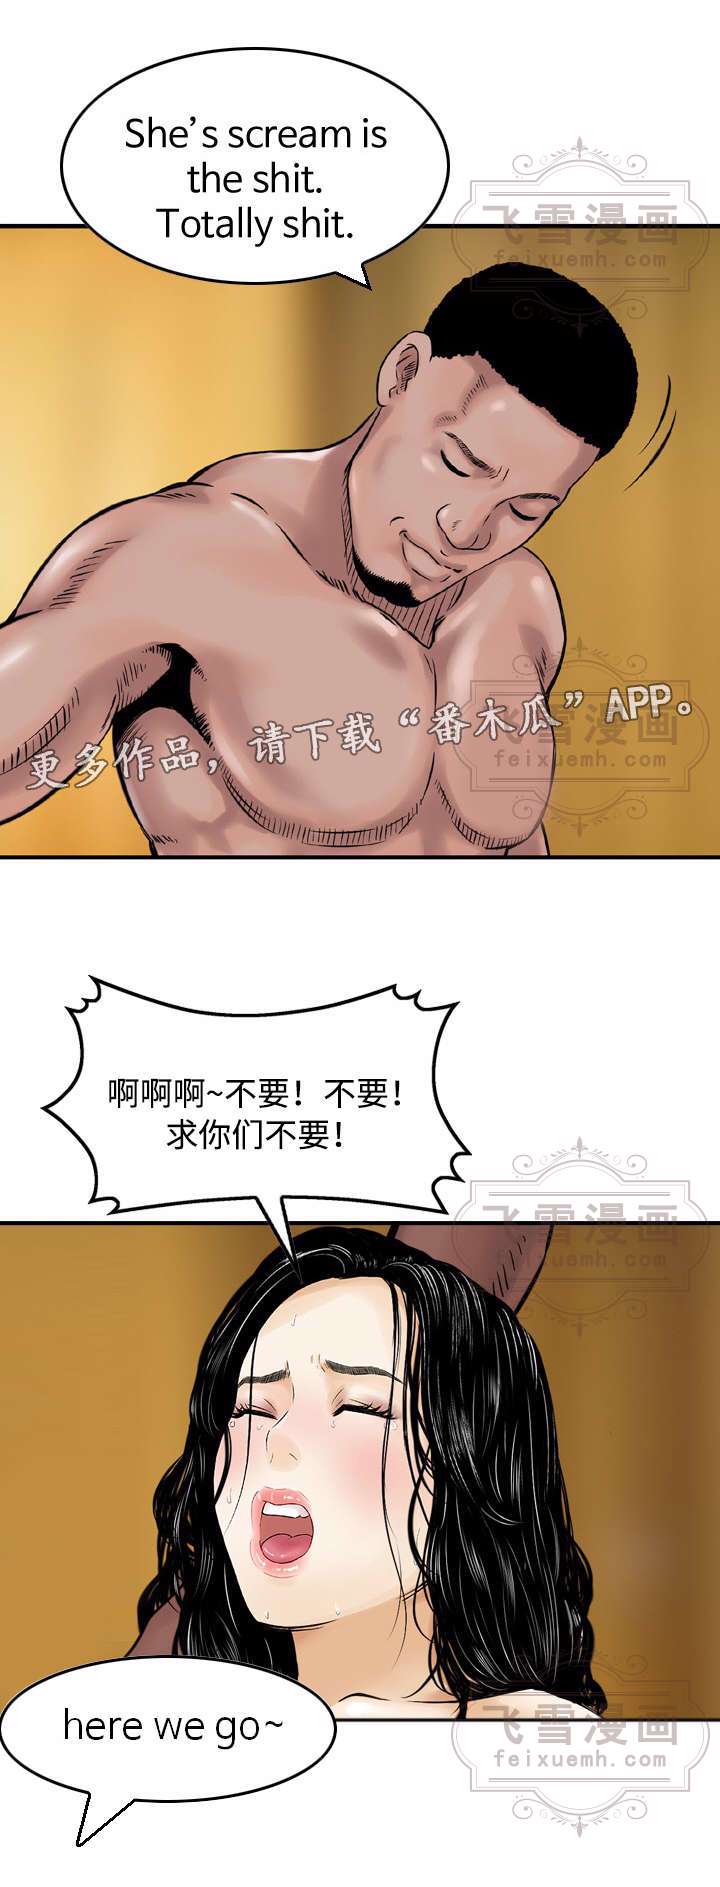 She's scream is
the shit.
Totally shit.
飞雪漫画
feixuemh.com
更多作品，请下载“番木瓜”APP。
飞雪漫画
feixuemh.com
啊啊啊~不要！不要！
求你们不要！
飞雪漫画
feixuemh.com
here we go~
飞雪漫画
feixuemh.com